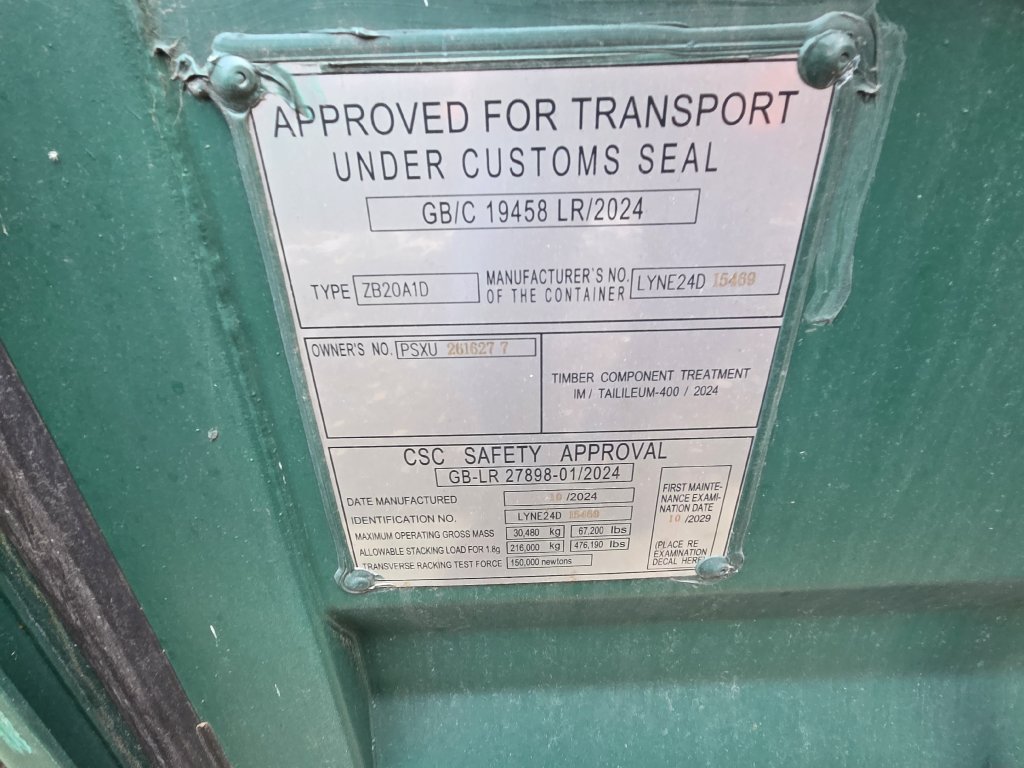 APPROVED FOR TRANSPORT
UNDER CUSTOMS SEAL
GB/C 19458 LR/2024
TYPE ZB20A1D
MANUFACTURER'S NO.
OF THE CONTAINER
LYNE24D 15469
OWNER'S NO. PSXU 261627 7
TIMBER COMPONENT TREATMENT
IM / TAILILEUM-400 / 2024
CSC SAFETY APPROVAL
GB-LR 27898-01/2024
DATE MANUFACTURED 10 /2024
IDENTIFICATION NO. LYNE24D 15469
MAXIMUM OPERATING GROSS MASS 30,480 kg 67,200 lbs
ALLOWABLE STACKING LOAD FOR 1.8g 216,000 kg 476,190 lbs
TRANSVERSE RACKING TEST FORCE 150,000 newtons
FIRST MAINTE-
NANCE EXAMI-
NATION DATE
10 /2029
(PLACE RE
EXAMINATION
DECAL HERE